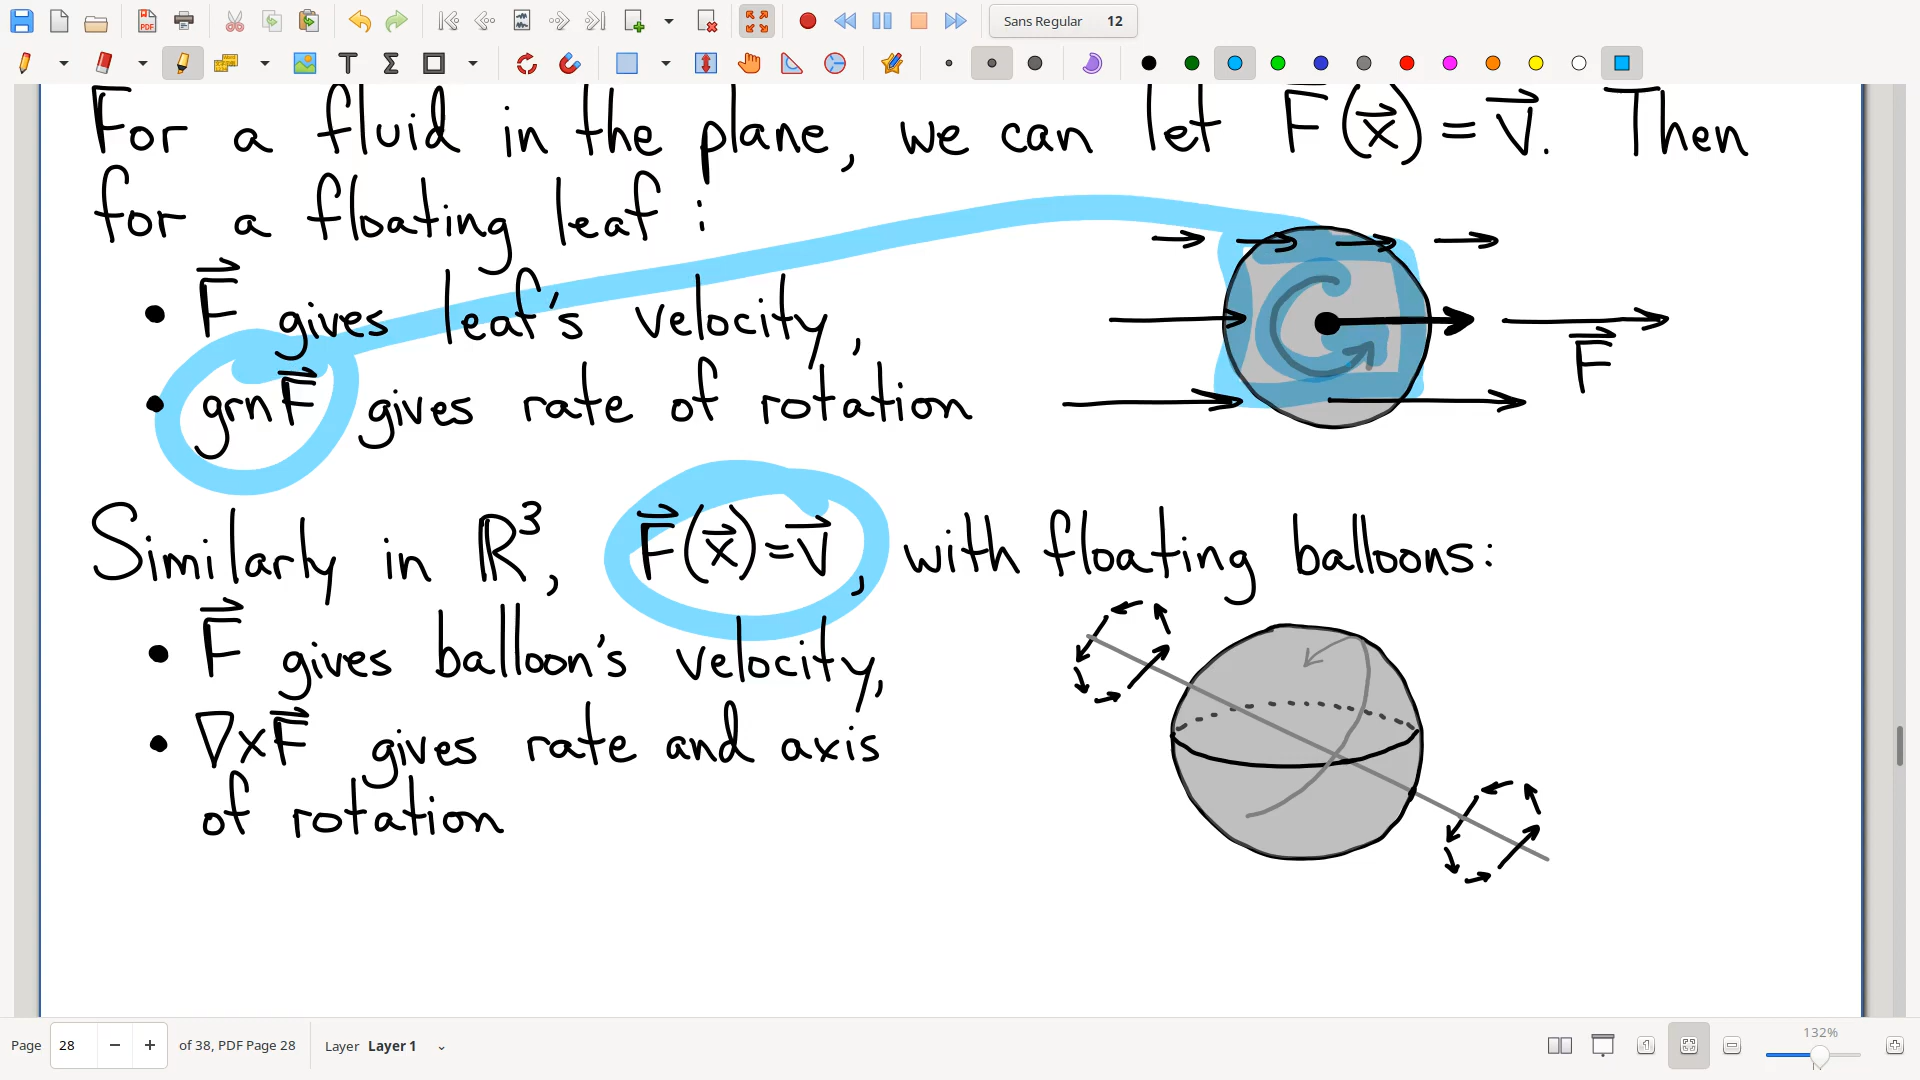 Sans Regular 12
For a fluid in the plane, we can let F⃗(x⃗) = v⃗. Then
for a floating leaf:
• F⃗ gives leaf's velocity,
• grn F⃗ gives rate of rotation
F⃗
Similarly in R³, F⃗(x⃗) = v⃗, with floating balloons:
• F⃗ gives balloon's velocity,
• ∇×F⃗ gives rate and axis
of rotation
Page 28 of 38, PDF Page 28 Layer Layer 1 132%